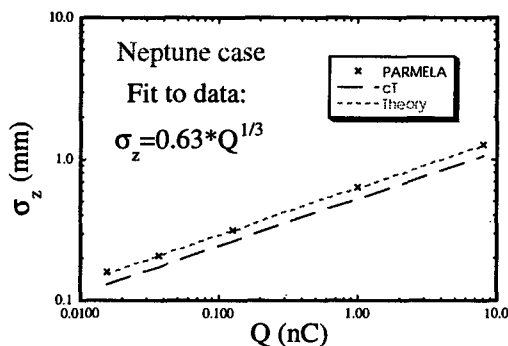 10.0
Neptune case
Fit to data:
σz=0.63*Q1/3
PARMELA
cT
Theory
σz (mm)
1.0
0.1
0.0100
0.100
1.00
10.0
Q (nC)